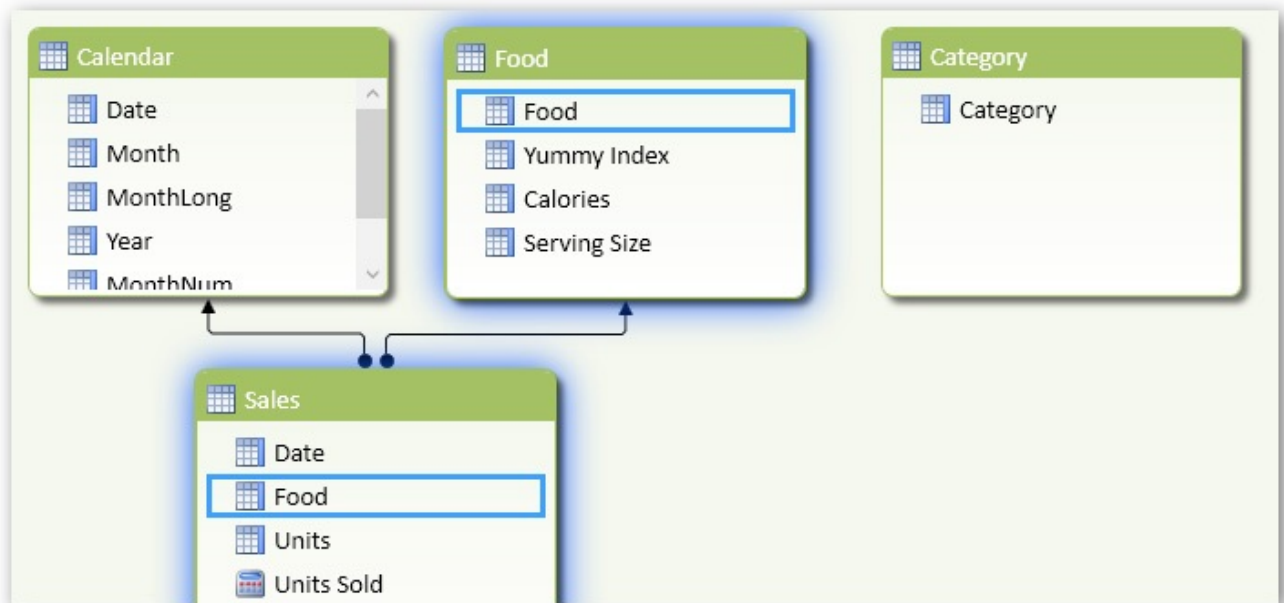 Calendar
Date
Month
MonthLong
Year
MonthNum
Food
Food
Yummy Index
Calories
Serving Size
Category
Category
Sales
Date
Food
Units
Units Sold